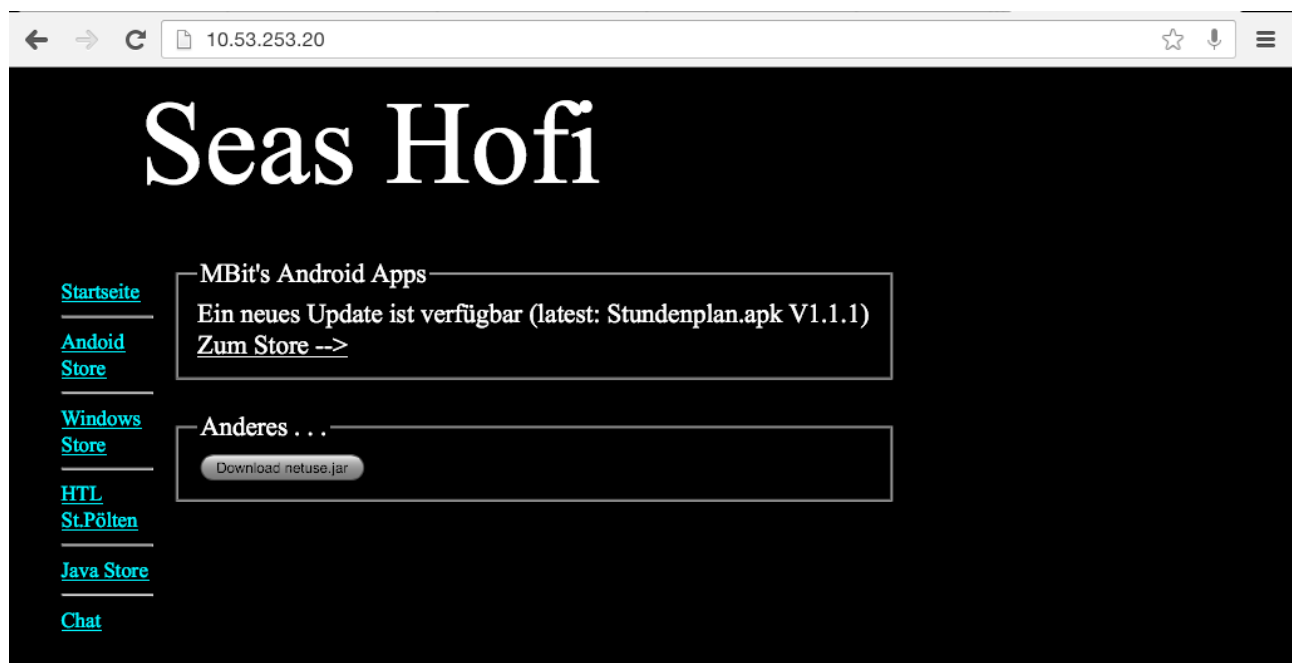 10.53.253.20
Seas Hofi
Startseite
Andoid
Store
Windows
Store
HTL
St.Pölten
Java Store
Chat
MBit's Android Apps
Ein neues Update ist verfügbar (latest: Stundenplan.apk V1.1.1)
Zum Store -->
Anderes . . .
Download netuse.jar